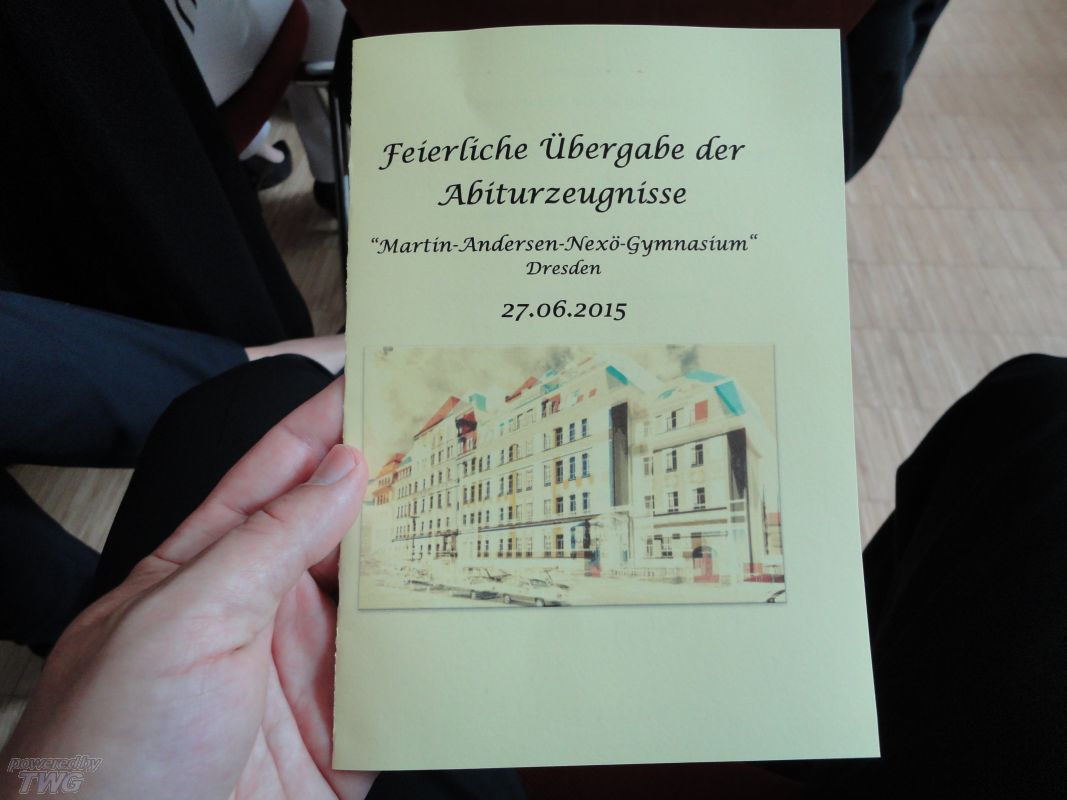 Feierliche Übergabe der
Abiturzeugnisse
“Martin-Andersen-Nexö-Gymnasium“
Dresden
27.06.2015
powered by
TWG